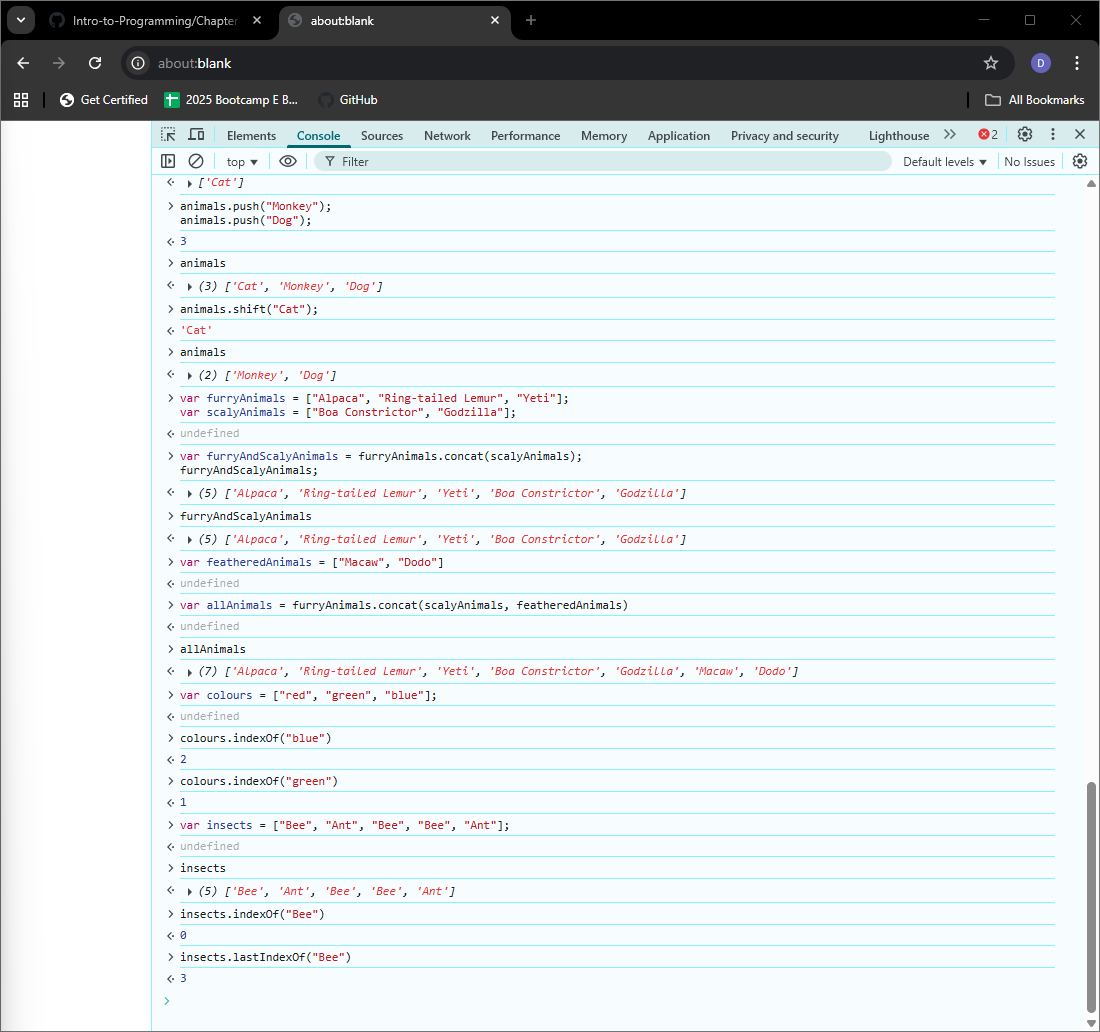 Intro-to-Programming/Chapter
about:blank
about:blank
D
Get Certified
2025 Bootcamp E B...
GitHub
All Bookmarks
Elements
Console
Sources
Network
Performance
Memory
Application
Privacy and security
Lighthouse
2
top
Filter
Default levels
No Issues
['Cat']
animals.push("Monkey");
animals.push("Dog");
3
animals
(3) ['Cat', 'Monkey', 'Dog']
animals.shift("Cat");
'Cat'
animals
(2) ['Monkey', 'Dog']
var furryAnimals = ["Alpaca", "Ring-tailed Lemur", "Yeti"];
var scalyAnimals = ["Boa Constrictor", "Godzilla"];
undefined
var furryAndScalyAnimals = furryAnimals.concat(scalyAnimals);
furryAndScalyAnimals;
(5) ['Alpaca', 'Ring-tailed Lemur', 'Yeti', 'Boa Constrictor', 'Godzilla']
furryAndScalyAnimals
(5) ['Alpaca', 'Ring-tailed Lemur', 'Yeti', 'Boa Constrictor', 'Godzilla']
var featheredAnimals = ["Macaw", "Dodo"]
undefined
var allAnimals = furryAnimals.concat(scalyAnimals, featheredAnimals)
undefined
allAnimals
(7) ['Alpaca', 'Ring-tailed Lemur', 'Yeti', 'Boa Constrictor', 'Godzilla', 'Macaw', 'Dodo']
var colours = ["red", "green", "blue"];
undefined
colours.indexOf("blue")
2
colours.indexOf("green")
1
var insects = ["Bee", "Ant", "Bee", "Bee", "Ant"];
undefined
insects
(5) ['Bee', 'Ant', 'Bee', 'Bee', 'Ant']
insects.indexOf("Bee")
0
insects.lastIndexOf("Bee")
3